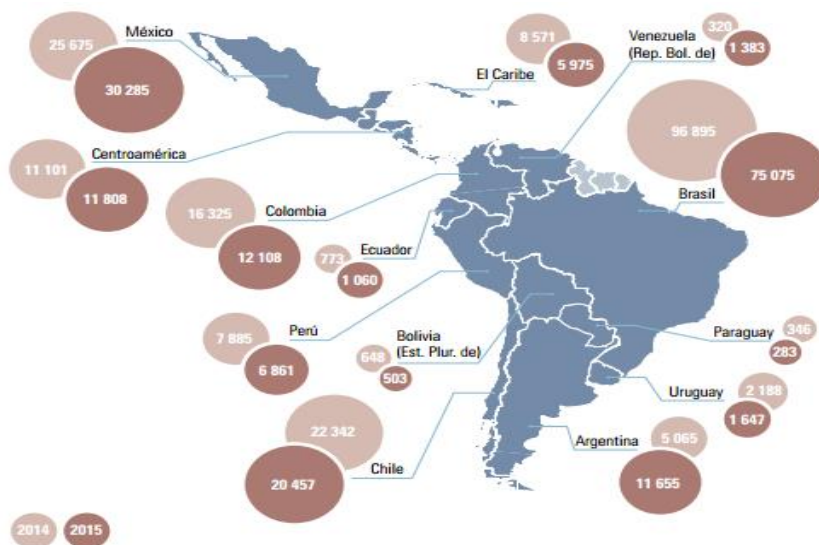 25 675
México
30 285
8 571
El Caribe
5 975
Venezuela
(Rep. Bol. de)
320
1 383
96 895
75 075
Brasil
11 101
Centroamérica
11 808
16 325
Colombia
12 108
Ecuador
773
1 060
7 885
Perú
6 861
Bolivia
(Est. Plur. de)
648
503
Paraguay
346
283
Uruguay
2 188
1 647
22 342
Chile
20 457
Argentina
5 065
11 655
2014
2015